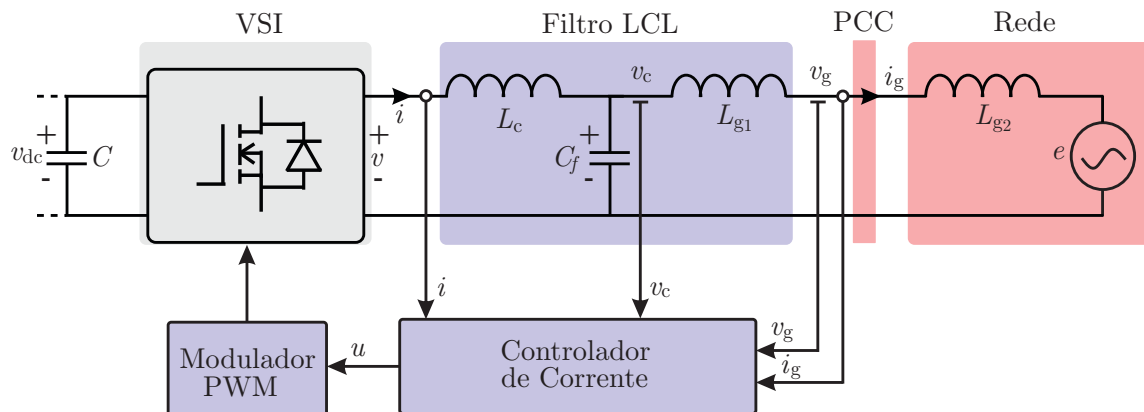 VSI
Filtro LCL
PCC
Rede
v_c
v_g
i_g
i
L_c
L_g1
L_g2
+
v_dc
C
-
+
v
-
+
C_f
-
e
i
v_c
v_g
i_g
u
Modulador
PWM
Controlador
de Corrente